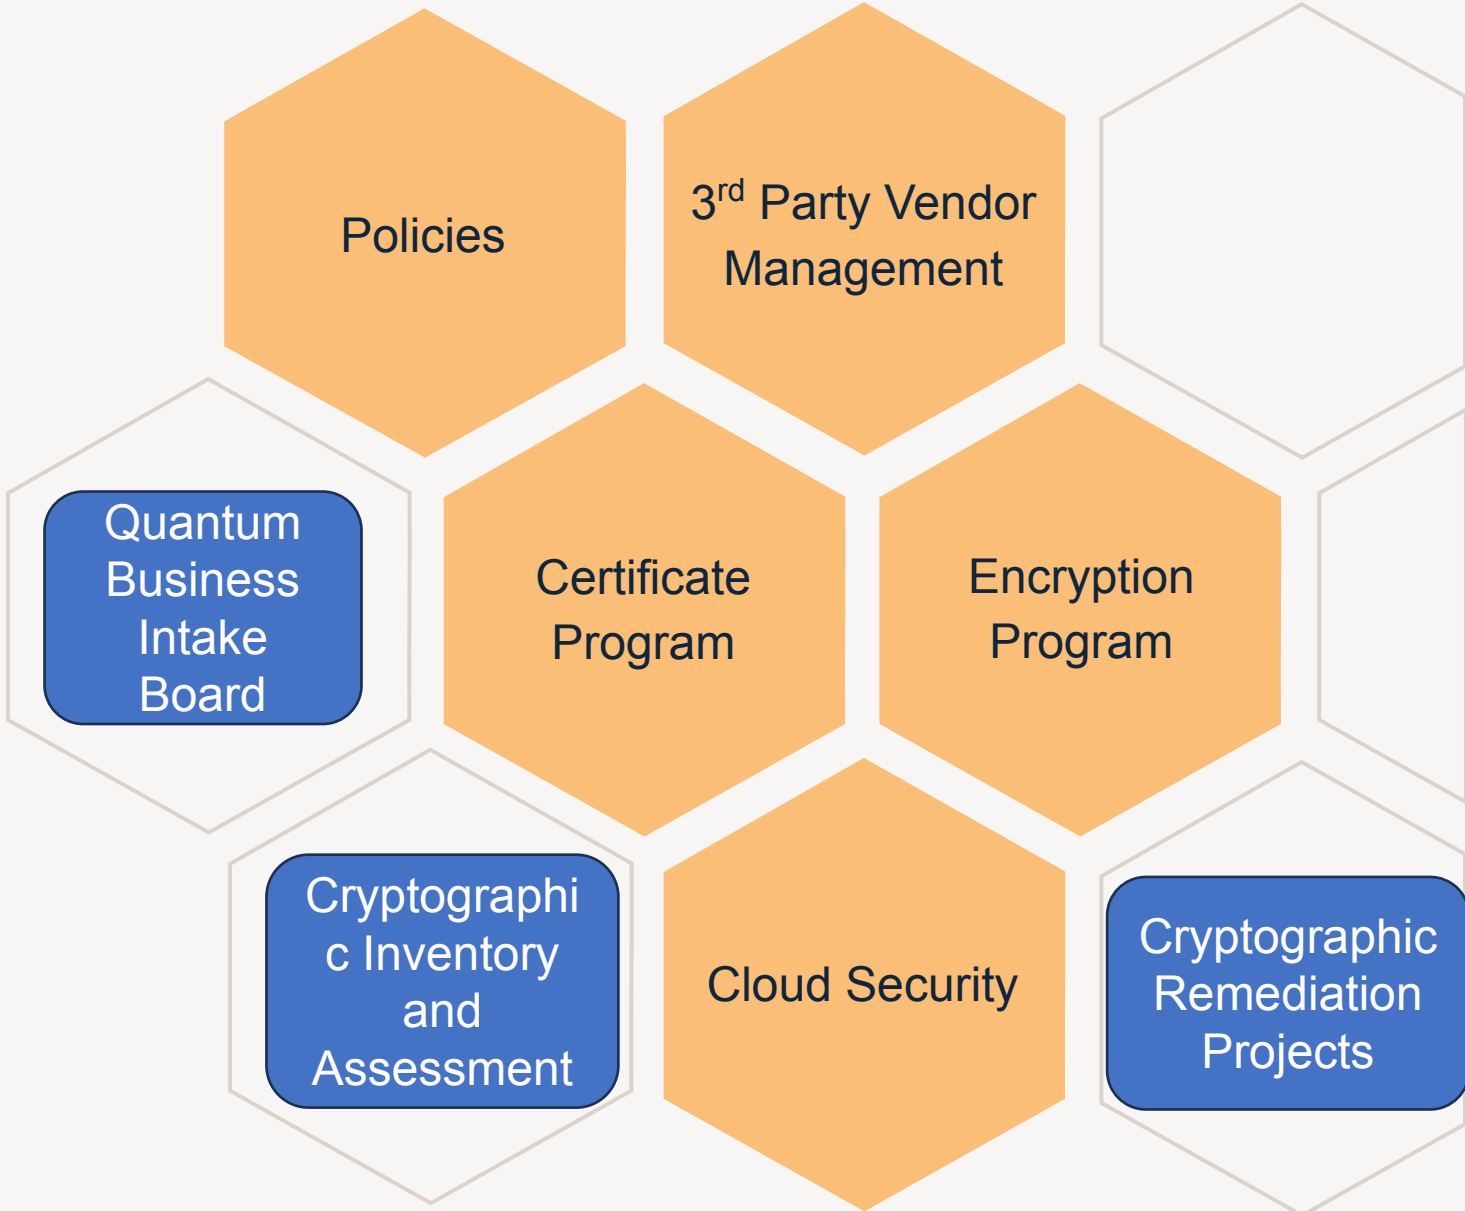 Policies
3rd Party Vendor
Management
Quantum
Business
Intake
Board
Certificate
Program
Encryption
Program
Cryptographi
c Inventory
and
Assessment
Cloud Security
Cryptographic
Remediation
Projects